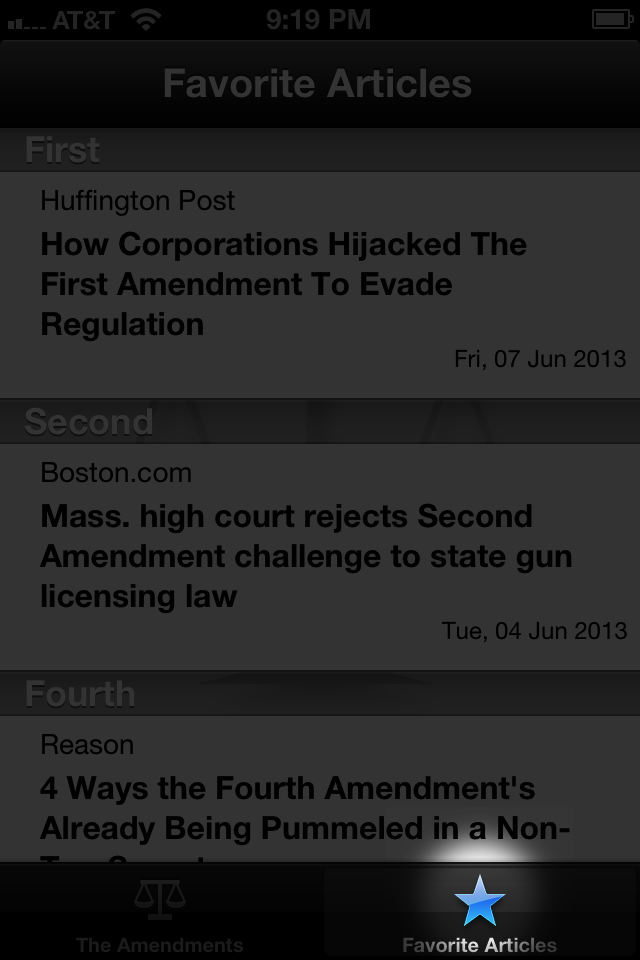 AT&T 9:19 PM
Favorite Articles
First
Huffington Post
How Corporations Hijacked The
First Amendment To Evade
Regulation
Fri, 07 Jun 2013
Second
Boston.com
Mass. high court rejects Second
Amendment challenge to state gun
licensing law
Tue, 04 Jun 2013
Fourth
Reason
4 Ways the Fourth Amendment's
Already Being Pummeled in a Non-
The Amendments Favorite Articles